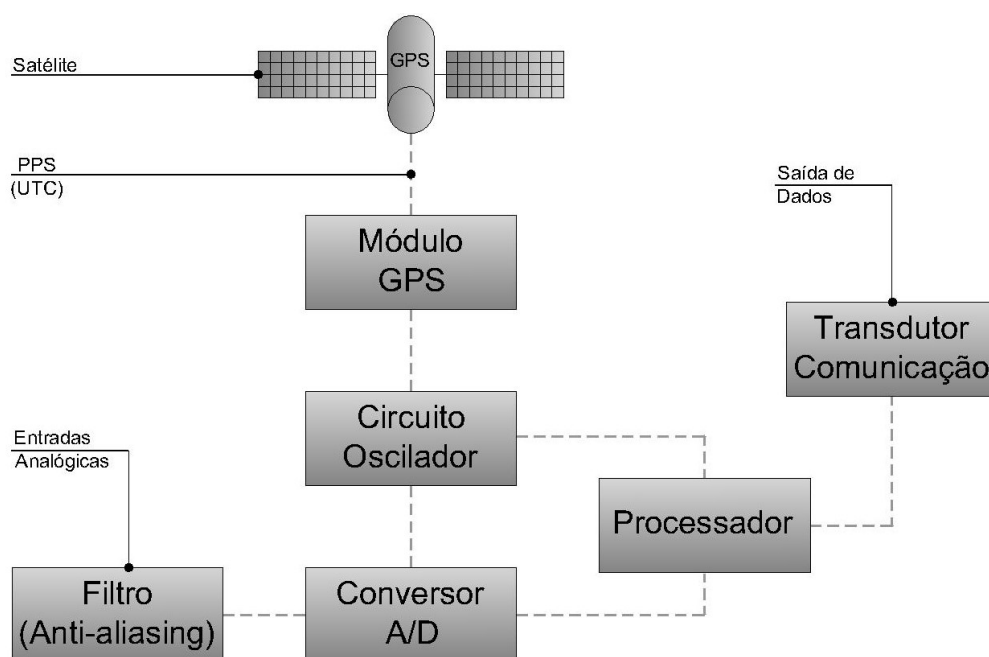 GPS
Satélite
PPS
(UTC)
Saída de
Dados
Módulo
GPS
Transdutor
Comunicação
Circuito
Oscilador
Entradas
Analógicas
Processador
Filtro
(Anti-aliasing)
Conversor
A/D